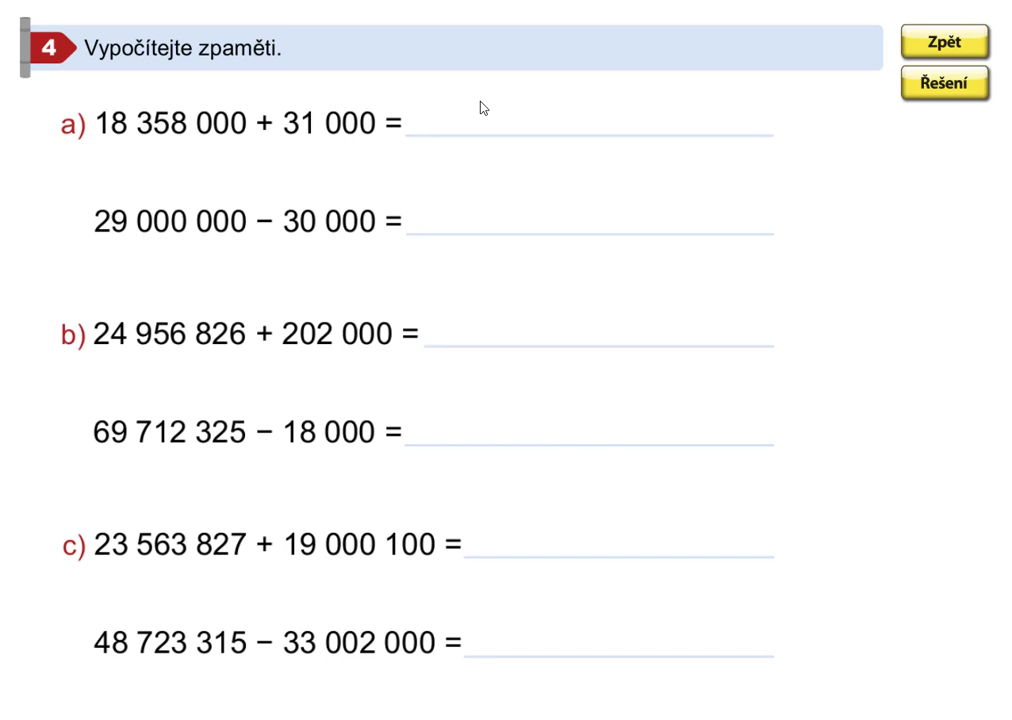 4 Vypočítejte zpaměti.
Zpět
Řešení
a) 18 358 000 + 31 000 =
29 000 000 − 30 000 =
b) 24 956 826 + 202 000 =
69 712 325 − 18 000 =
c) 23 563 827 + 19 000 100 =
48 723 315 − 33 002 000 =